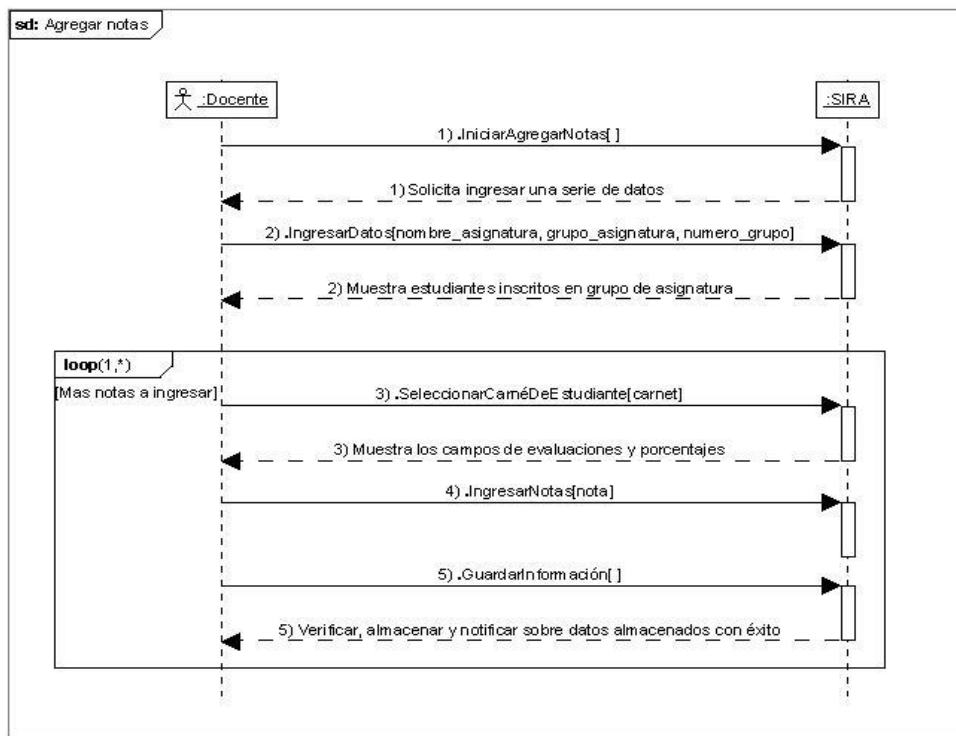 sd: Agregar notas
:Docente
:SIRA
1) .IniciarAgregarNotas[ ]
1) Solicita ingresar una serie de datos
2) .IngresarDatos[nombre_asignatura, grupo_asignatura, numero_grupo]
2) Muestra estudiantes inscritos en grupo de asignatura
loop(1,*)
[Mas notas a ingresar]
3) .SeleccionarCarnéDeEstudiante[carnet]
3) Muestra los campos de evaluaciones y porcentajes
4) .IngresarNotas[nota]
5) .GuardarInformación[ ]
5) Verificar, almacenar y notificar sobre datos almacenados con éxito